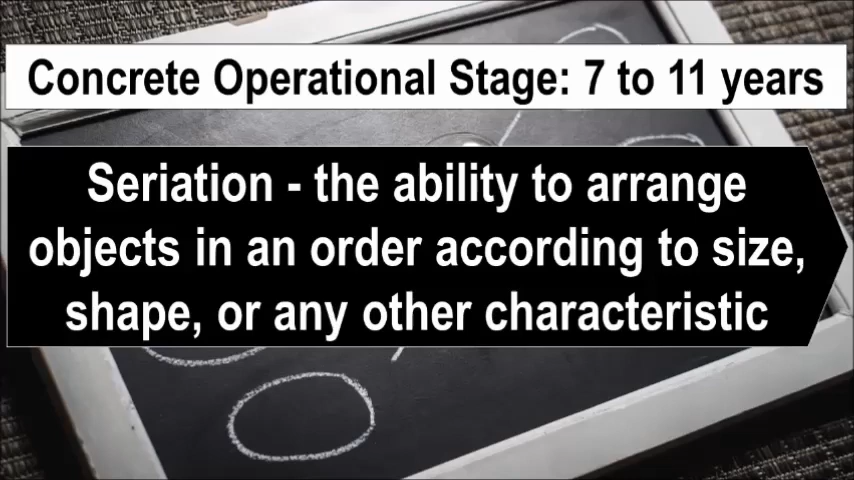 Concrete Operational Stage: 7 to 11 years
Seriation - the ability to arrange
objects in an order according to size,
shape, or any other characteristic